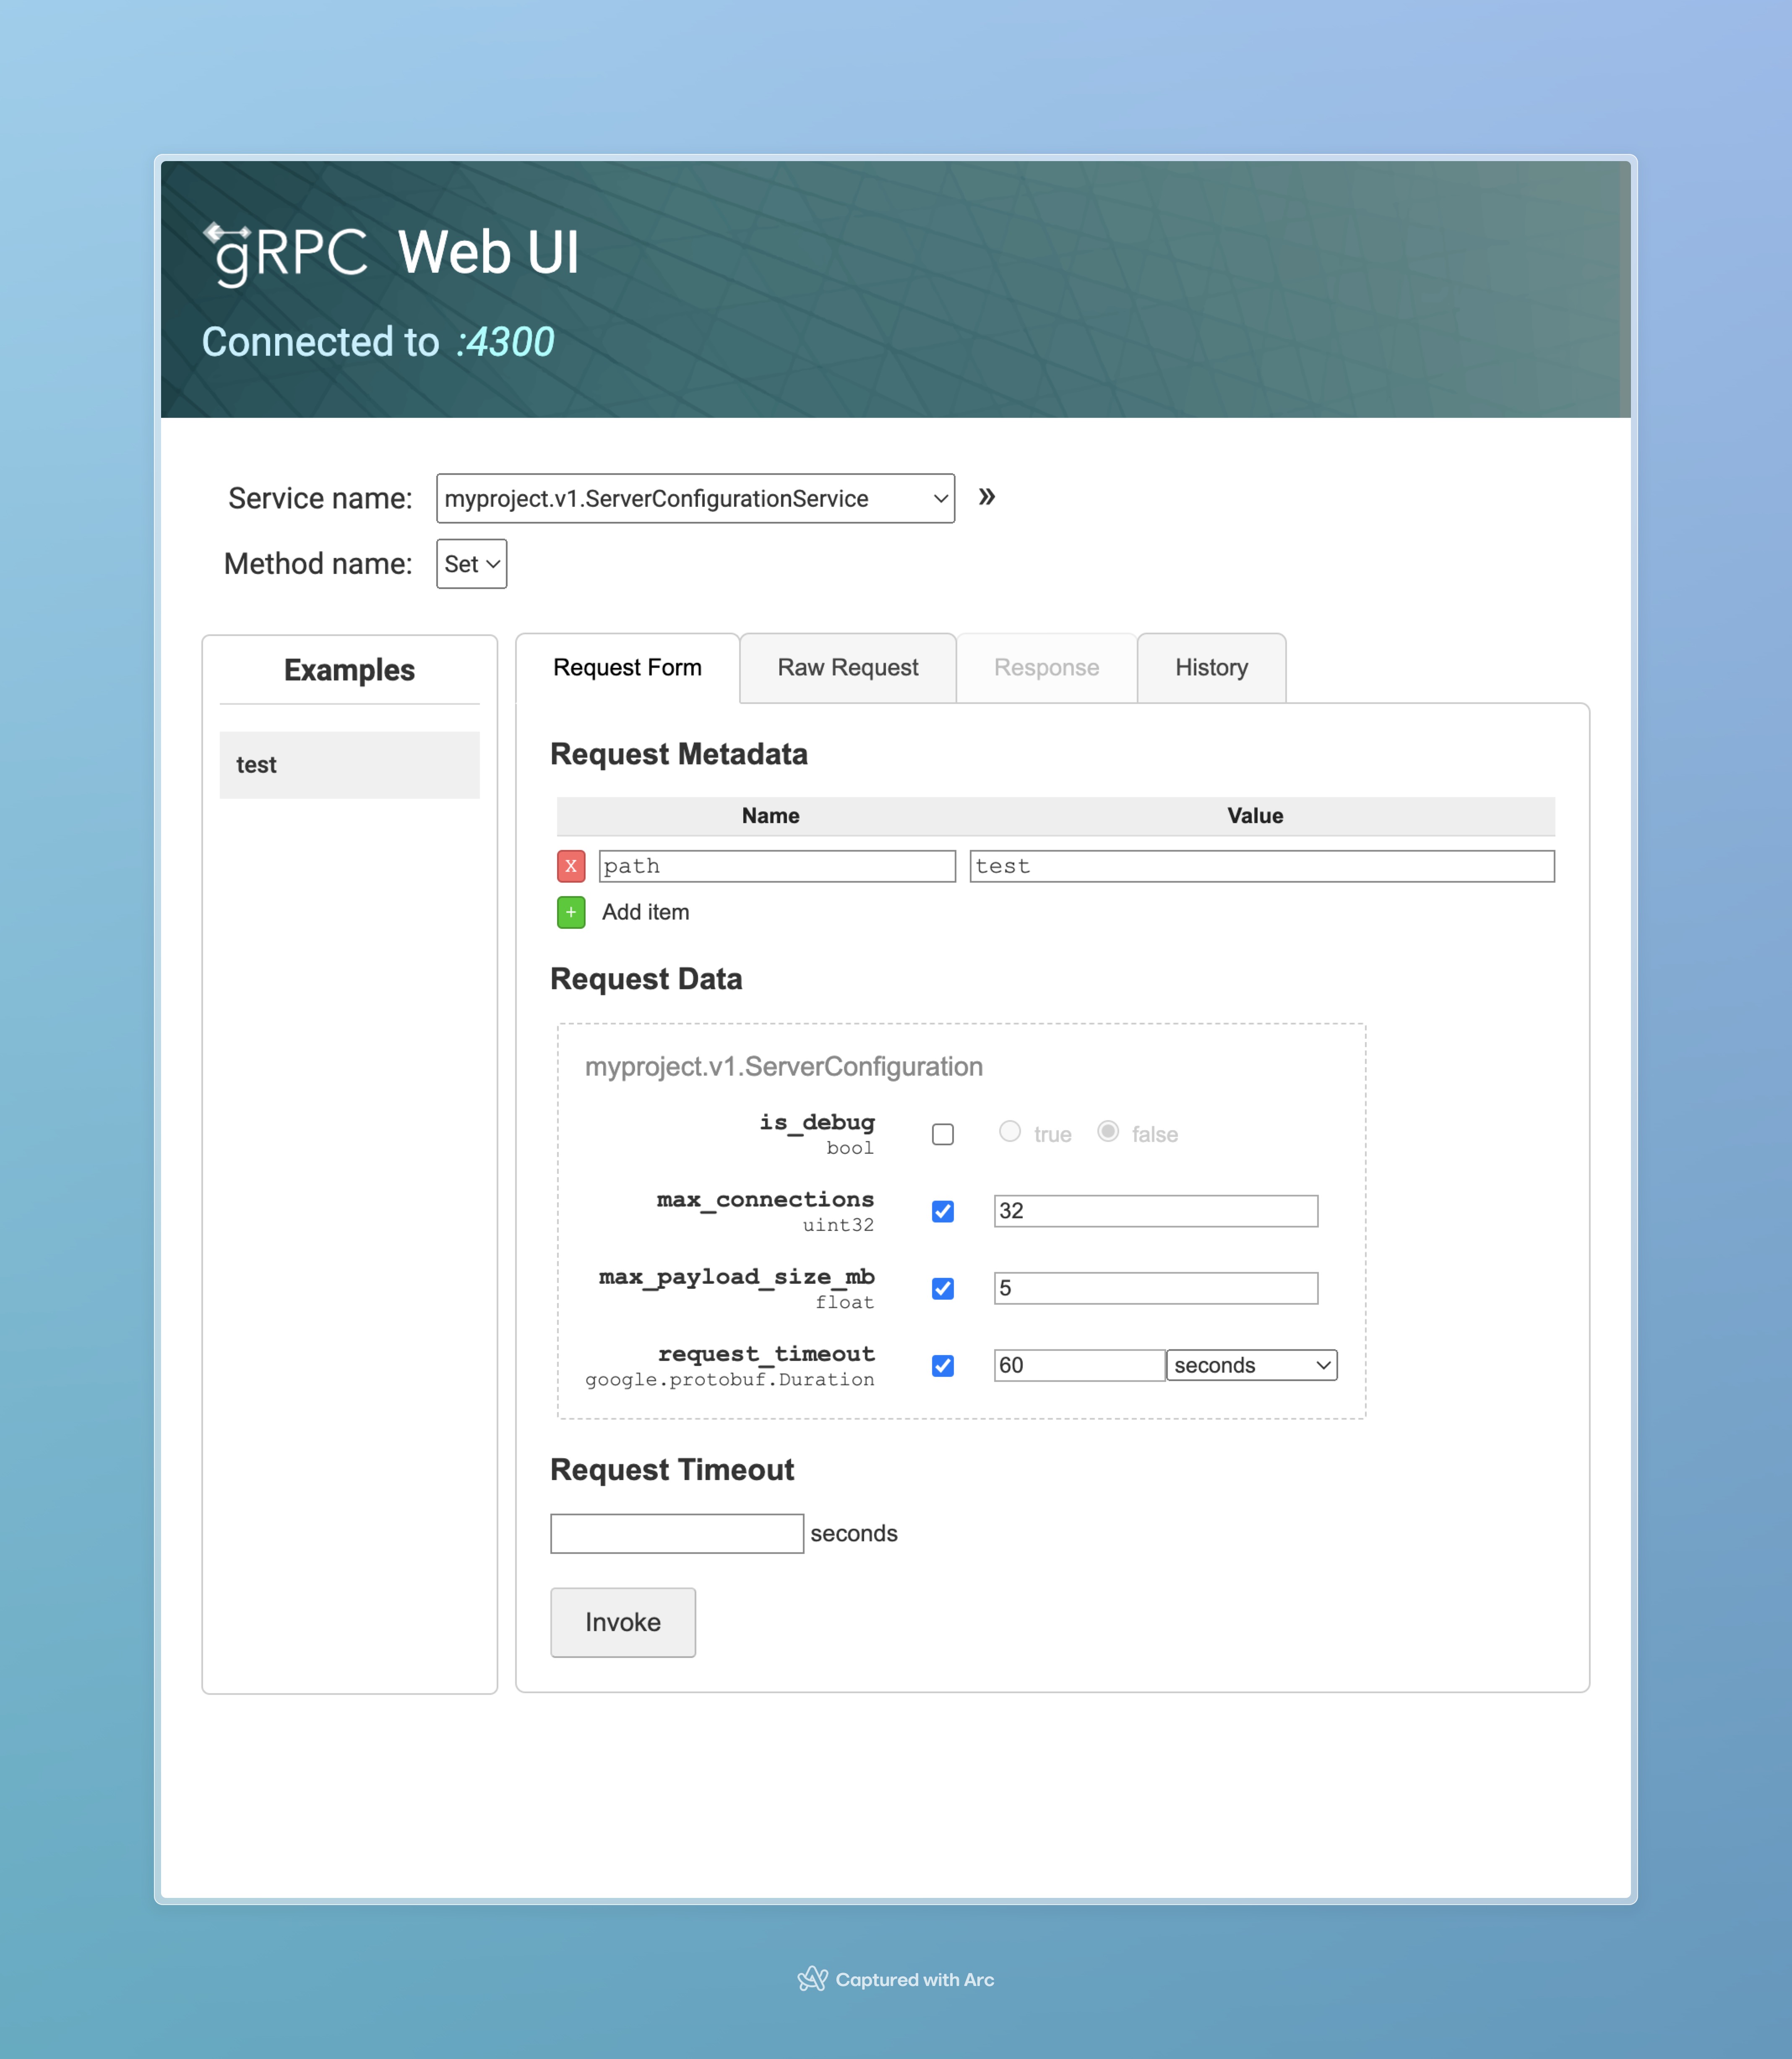 gRPC Web UI
Connected to :4300
Service name: myproject.v1.ServerConfigurationService »
Method name: Set
Examples
test
Request Form Raw Request Response History
Request Metadata
Name Value
X path test
+ Add item
Request Data
myproject.v1.ServerConfiguration
is_debug
bool
true false
max_connections
uint32
32
max_payload_size_mb
float
5
request_timeout
google.protobuf.Duration
60 seconds
Request Timeout
seconds
Invoke
Captured with Arc